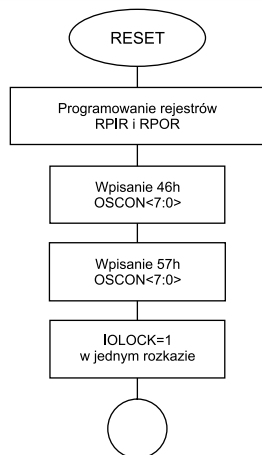 RESET
Programowanie rejestrów
RPIR i RPOR
Wpisanie 46h
OSCON<7:0>
Wpisanie 57h
OSCON<7:0>
IOLOCK=1
w jednym rozkazie